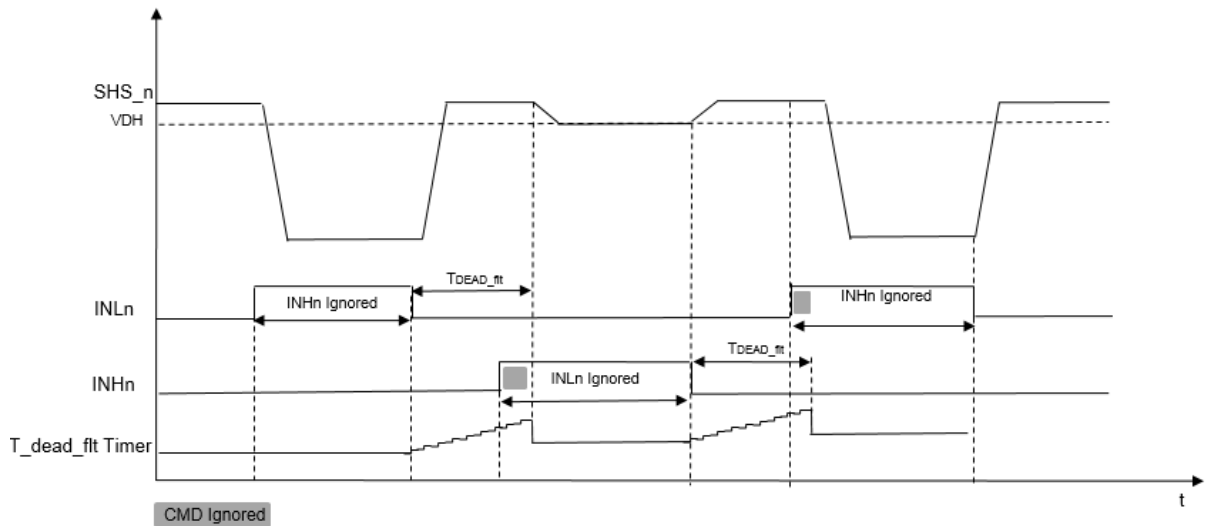 SHS_n
VDH
TDEAD_flt
INLn
INHn Ignored
INHn Ignored
TDEAD_flt
INHn
INLn Ignored
T_dead_flt Timer
t
CMD Ignored